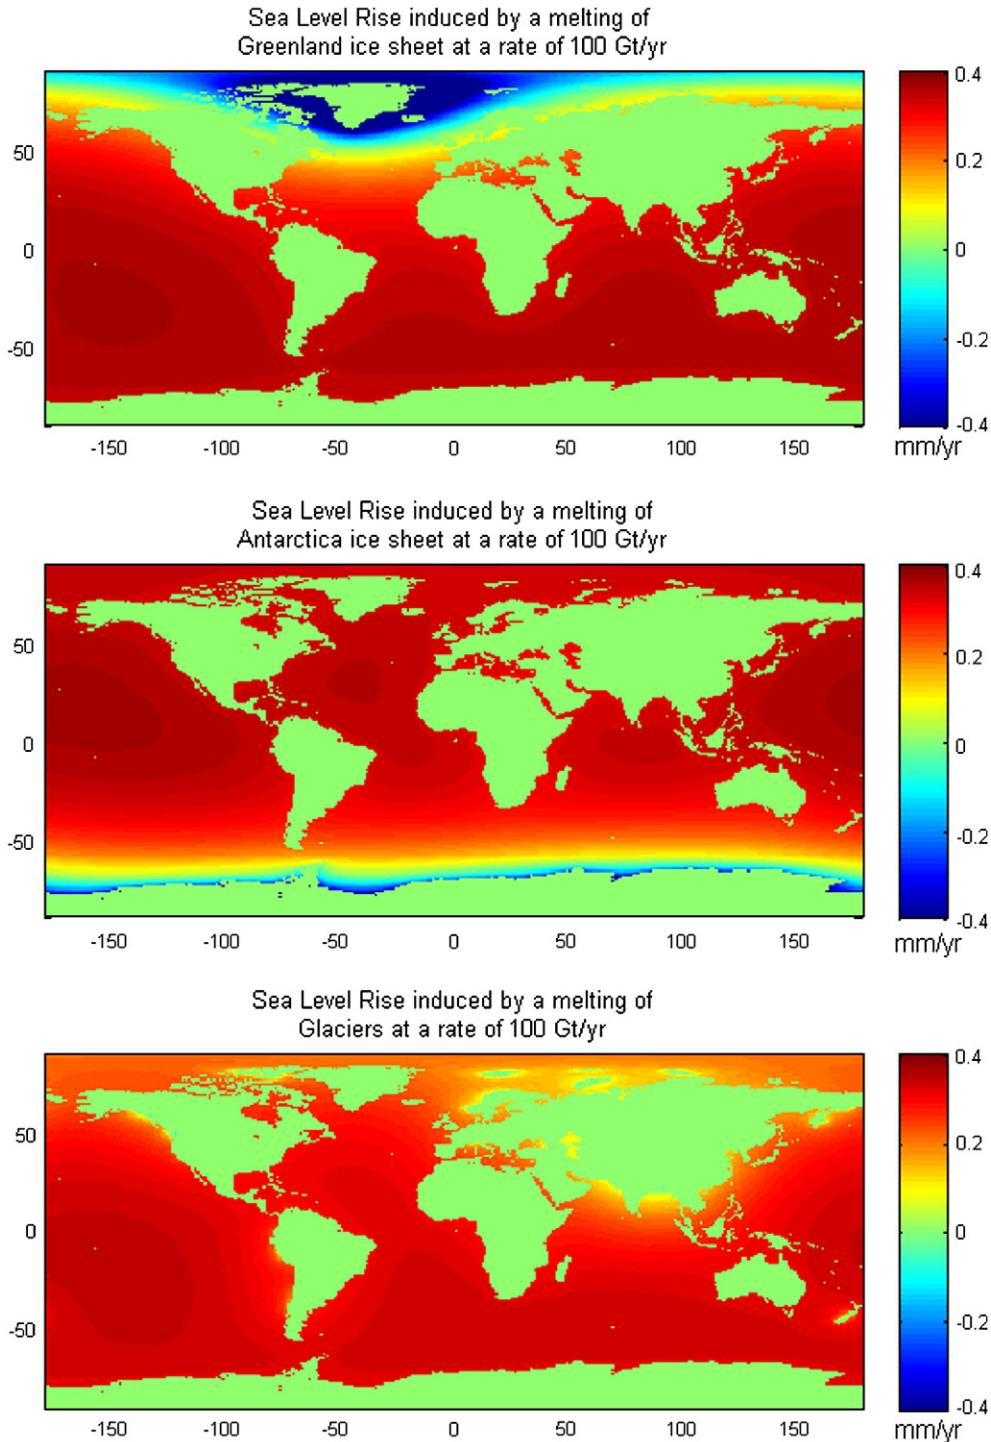 Sea Level Rise induced by a melting of
Greenland ice sheet at a rate of 100 Gt/yr
0.4
50
0.2
0
0
-0.2
-50
-0.4
-150 -100 -50 0 50 100 150
mm/yr
Sea Level Rise induced by a melting of
Antarctica ice sheet at a rate of 100 Gt/yr
0.4
50
0.2
0
0
-0.2
-50
-0.4
-150 -100 -50 0 50 100 150
mm/yr
Sea Level Rise induced by a melting of
Glaciers at a rate of 100 Gt/yr
0.4
50
0.2
0
0
-0.2
-50
-0.4
-150 -100 -50 0 50 100 150
mm/yr